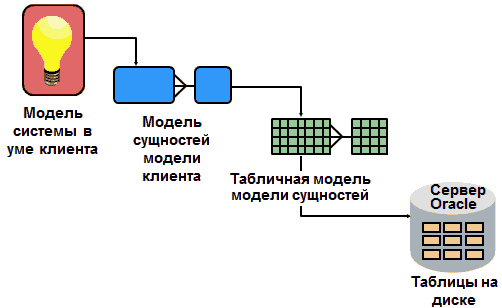 Модель
системы в
уме клиента
Модель
сущностей
модели
клиента
Табличная модель
модели сущностей
Сервер
Oracle
Таблицы на
диске